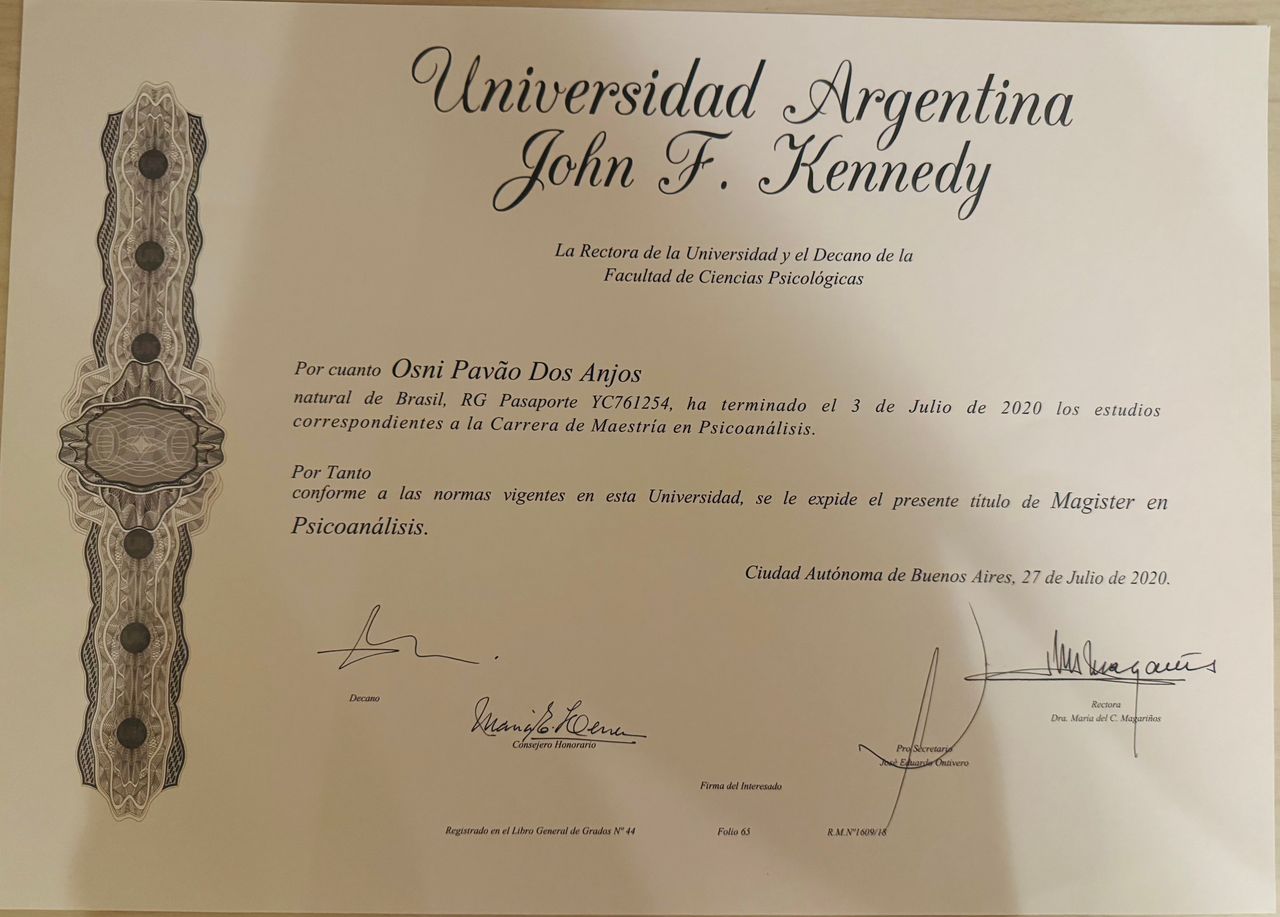 Universidad Argentina
John F. Kennedy
La Rectora de la Universidad y el Decano de la
Facultad de Ciencias Psicológicas
Por cuanto Osni Pavão Dos Anjos
natural de Brasil, RG Pasaporte YC761254, ha terminado el 3 de Julio de 2020 los estudios
correspondientes a la Carrera de Maestría en Psicoanálisis.
Por Tanto
conforme a las normas vigentes en esta Universidad, se le expide el presente título de Magister en
Psicoanálisis.
Ciudad Autónoma de Buenos Aires, 27 de Julio de 2020.
Decano
Consejero Honorario
Rectora
Dra. Maria del C. Magariños
Pro Secretario
José Eduardo Ontivero
Firma del Interesado
Registrado en el Libro General de Grados Nº 44
Folio 65
R.M.Nº1609/18